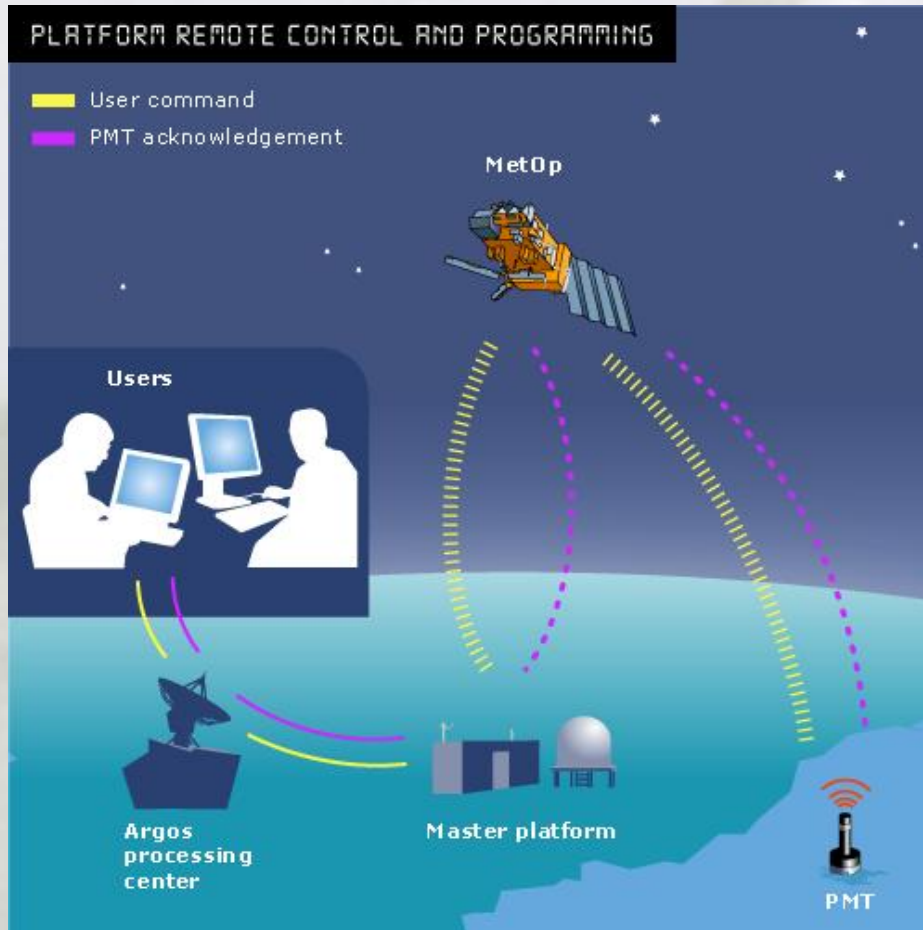 PLATFORM REMOTE CONTROL AND PROGRAMMING
User command
PMT acknowledgement
MetOp
Users
Argos
processing
center
Master platform
PMT